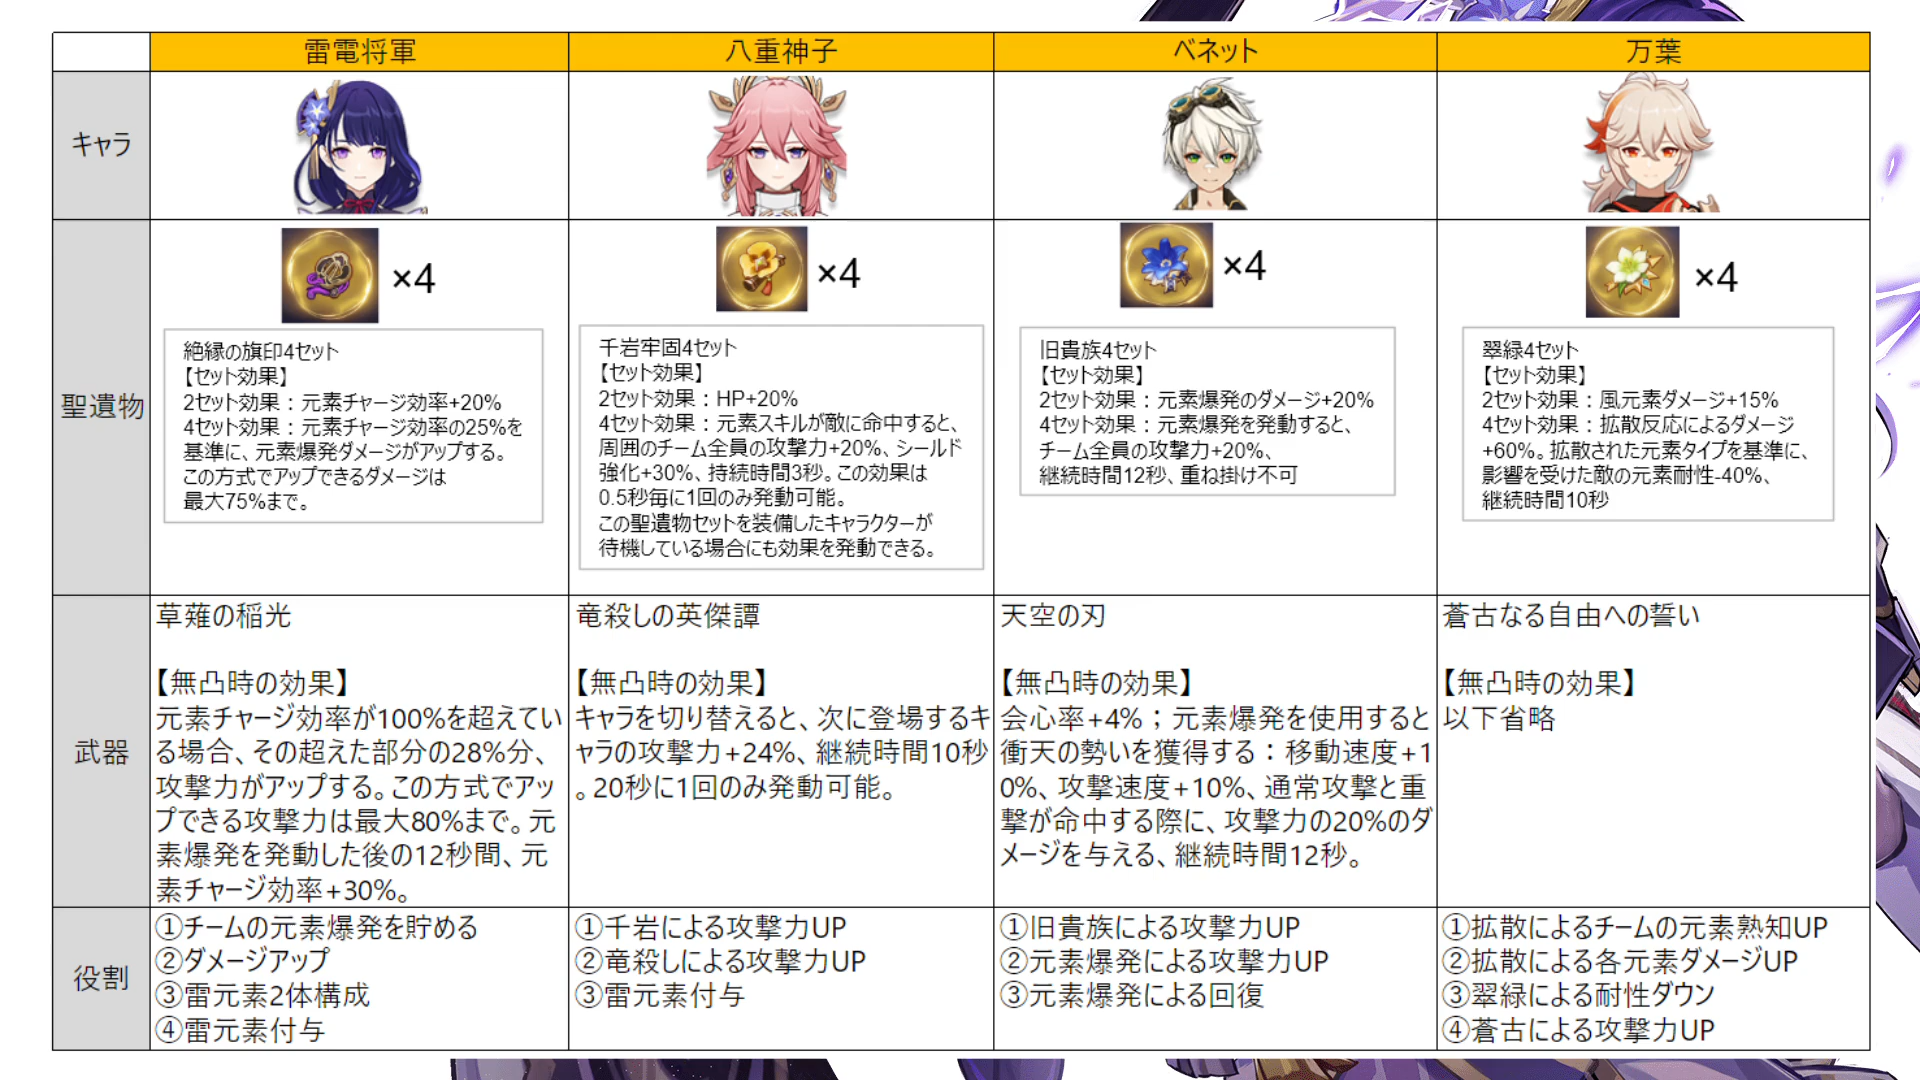 雷電将軍
八重神子
ベネット
万葉
キャラ
聖遺物
×4
絶縁の旗印4セット
【セット効果】
2セット効果：元素チャージ効率+20%
4セット効果：元素チャージ効率の25%を
基準に、元素爆発ダメージがアップする。
この方式でアップできるダメージは
最大75%まで。
×4
千岩牢固4セット
【セット効果】
2セット効果：HP+20%
4セット効果：元素スキルが敵に命中すると、
周囲のチーム全員の攻撃力+20%、シールド
強化+30%、持続時間3秒。この効果は
0.5秒毎に1回のみ発動可能。
この聖遺物セットを装備したキャラクターが
待機している場合にも効果を発動できる。
×4
旧貴族4セット
【セット効果】
2セット効果：元素爆発のダメージ+20%
4セット効果：元素爆発を発動すると、
チーム全員の攻撃力+20%、
継続時間12秒、重ね掛け不可
×4
翠緑4セット
【セット効果】
2セット効果：風元素ダメージ+15%
4セット効果：拡散反応によるダメージ
+60%。拡散された元素タイプを基準に、
影響を受けた敵の元素耐性-40%、
継続時間10秒
武器
草薙の稲光
【無凸時の効果】
元素チャージ効率が100%を超えてい
る場合、その超えた部分の28%分、
攻撃力がアップする。この方式でアッ
プできる攻撃力は最大80%まで。元
素爆発を発動した後の12秒間、元
素チャージ効率+30%。
竜殺しの英傑譚
【無凸時の効果】
キャラを切り替えると、次に登場するキ
ャラの攻撃力+24%、継続時間10秒
。20秒に1回のみ発動可能。
天空の刃
【無凸時の効果】
会心率+4%；元素爆発を使用すると
衝天の勢いを獲得する：移動速度+1
0%、攻撃速度+10%、通常攻撃と重
撃が命中する際に、攻撃力の20%のダ
メージを与える、継続時間12秒。
蒼古なる自由への誓い
【無凸時の効果】
以下省略
役割
①チームの元素爆発を貯める
②ダメージアップ
③雷元素2体構成
④雷元素付与
①千岩による攻撃力UP
②竜殺しによる攻撃力UP
③雷元素付与
①旧貴族による攻撃力UP
②元素爆発による攻撃力UP
③元素爆発による回復
①拡散によるチームの元素熟知UP
②拡散による各元素ダメージUP
③翠緑による耐性ダウン
④蒼古による攻撃力UP